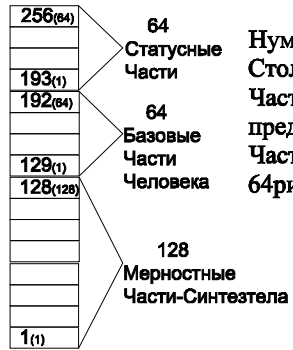 256(64)
193(1)
192(64)
129(1)
128(128)
1(1)
64
Статусные
Части
64
Базовые
Части
Человека
128
Мерностные
Части-Синтезтела
Нум
Стол
Част
пред
Част
64ри